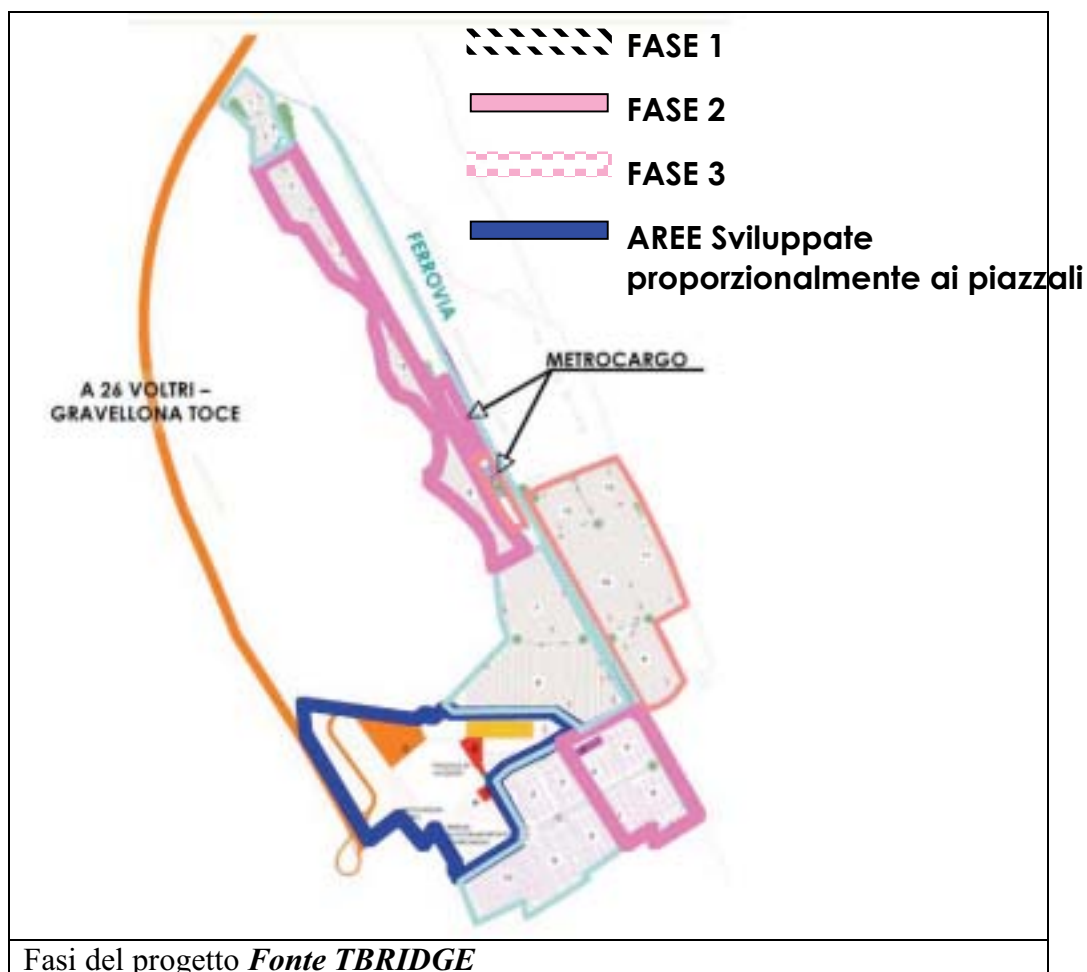 FASE 1
FASE 2
FASE 3
AREE Sviluppate
proporzionalmente ai piazzali
FERROVIA
METROCARGO
A 26 VOLTRI –
GRAVELLONA TOCE
Fasi del progetto Fonte TBRIDGE